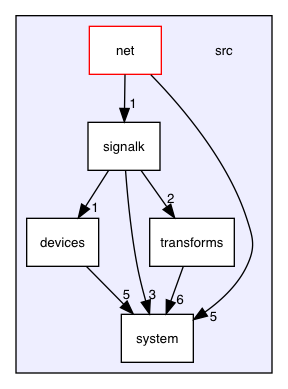 net
src
1
signalk
1
2
devices
transforms
5
3
6
5
system